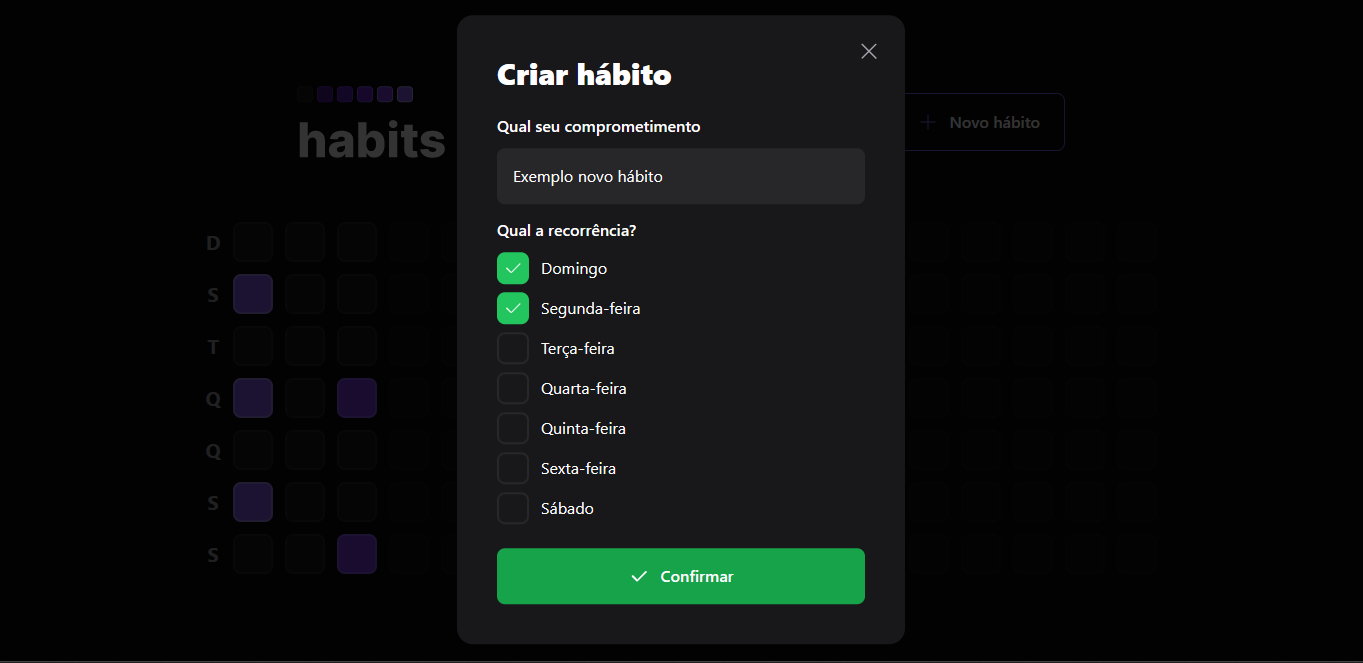 Criar hábito
habits
Novo hábito
Qual seu comprometimento
Exemplo novo hábito
Qual a recorrência?
D
S
T
Q
Q
S
S
Domingo
Segunda-feira
Terça-feira
Quarta-feira
Quinta-feira
Sexta-feira
Sábado
Confirmar